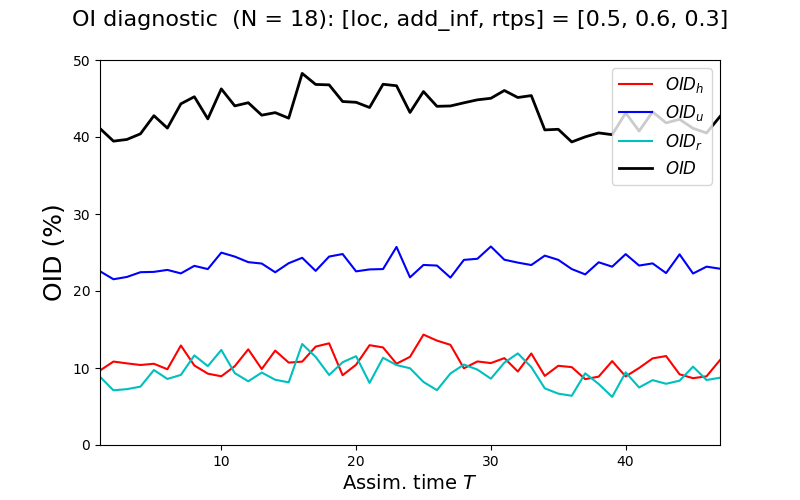 OI diagnostic (N = 18): [loc, add_inf, rtps] = [0.5, 0.6, 0.3]
50
40
30
20
10
0
OID (%)
OID_h
OID_u
OID_r
OID
10 20 30 40
Assim. time T